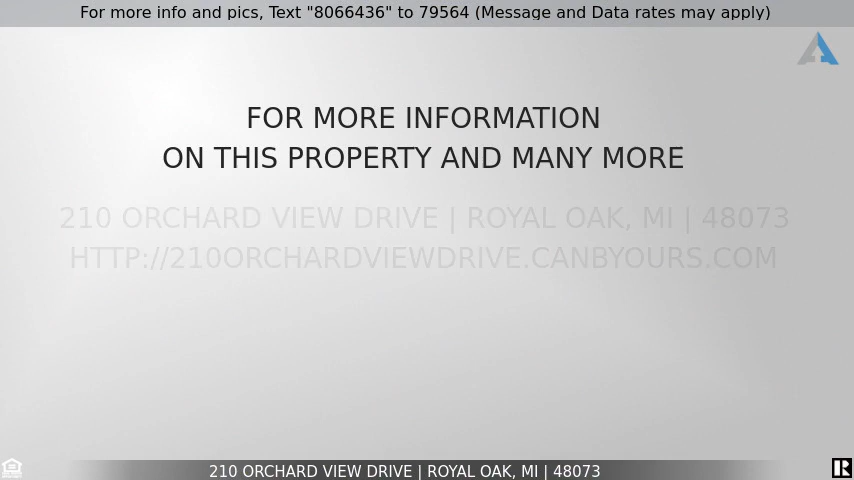 For more info and pics, Text "8066436" to 79564 (Message and Data rates may apply)
FOR MORE INFORMATION
ON THIS PROPERTY AND MANY MORE
210 ORCHARD VIEW DRIVE | ROYAL OAK, MI | 48073
HTTP://210ORCHARDVIEWDRIVE.CANBYOURS.COM
210 ORCHARD VIEW DRIVE | ROYAL OAK, MI | 48073